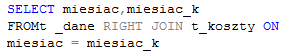 SELECT miesiac,miesiac_k
FROMt _dane RIGHT JOIN t_koszty ON
miesiac = miesiac_k